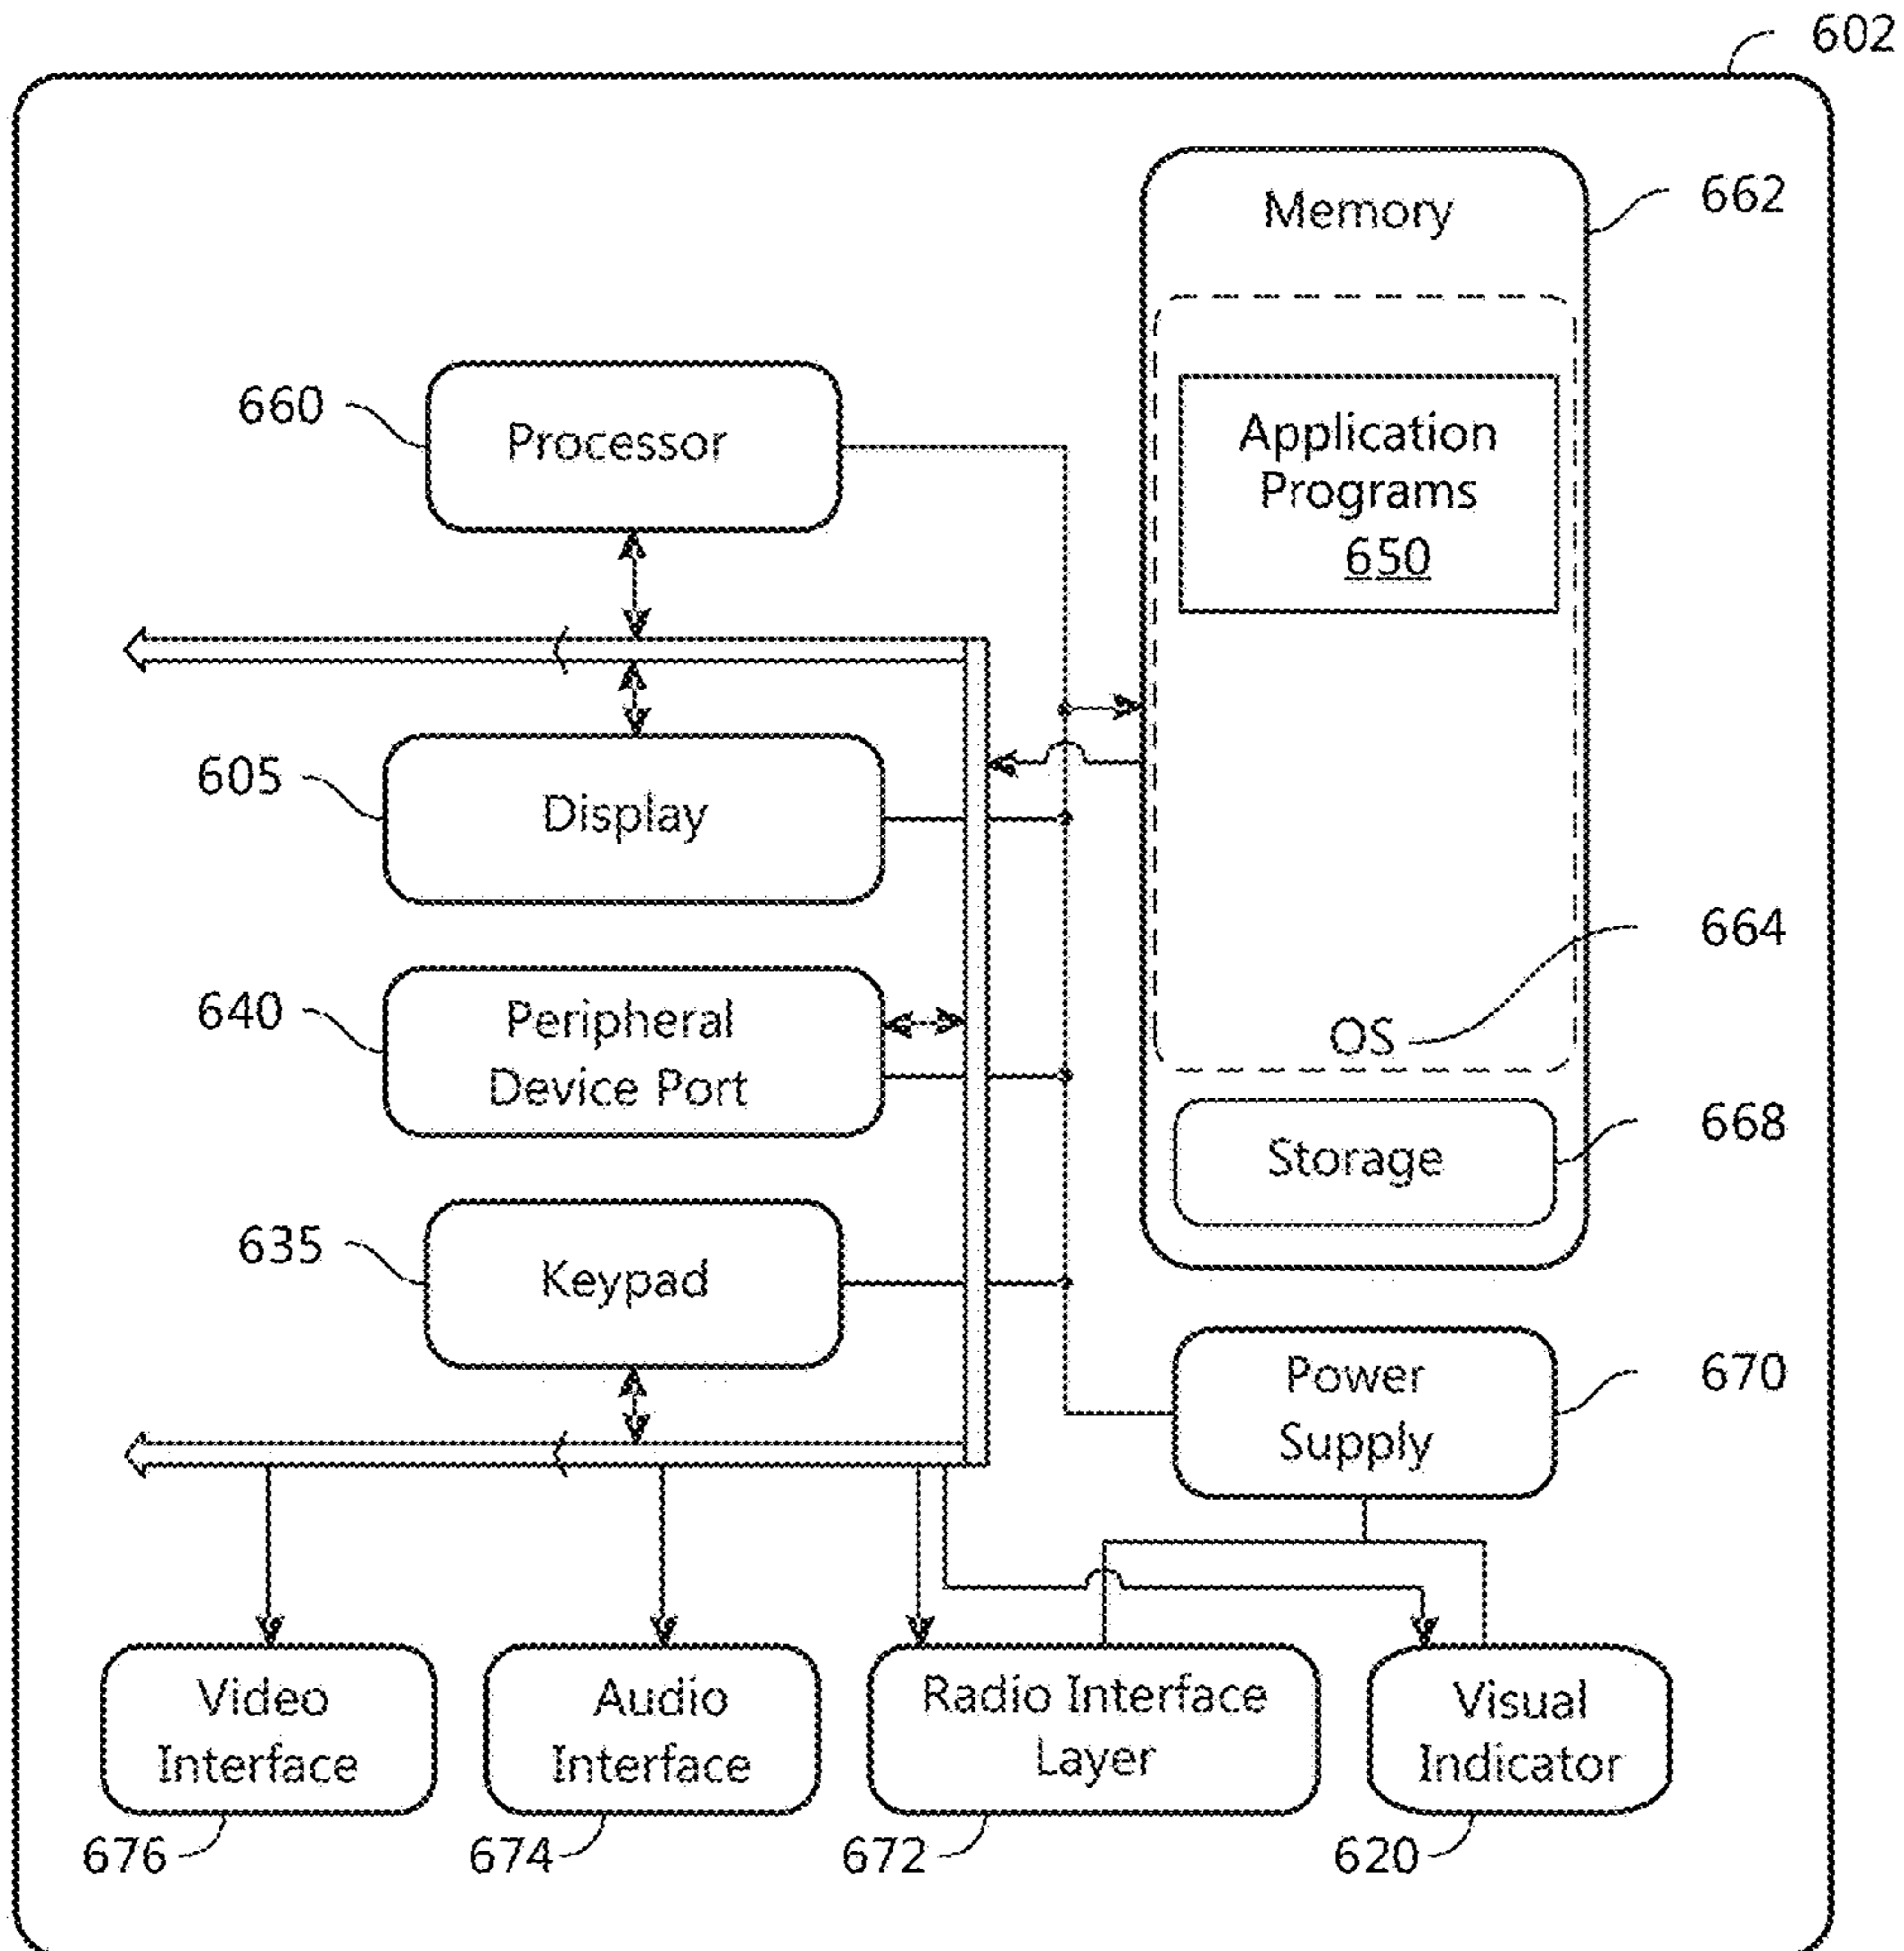 602
Memory
662
Application
Programs
650
660
Processor
605
Display
664
OS
640
Peripheral
Device Port
668
Storage
635
Keypad
Power
Supply
670
Video
Interface
Audio
Interface
Radio Interface
Layer
Visual
Indicator
676
674
672
620